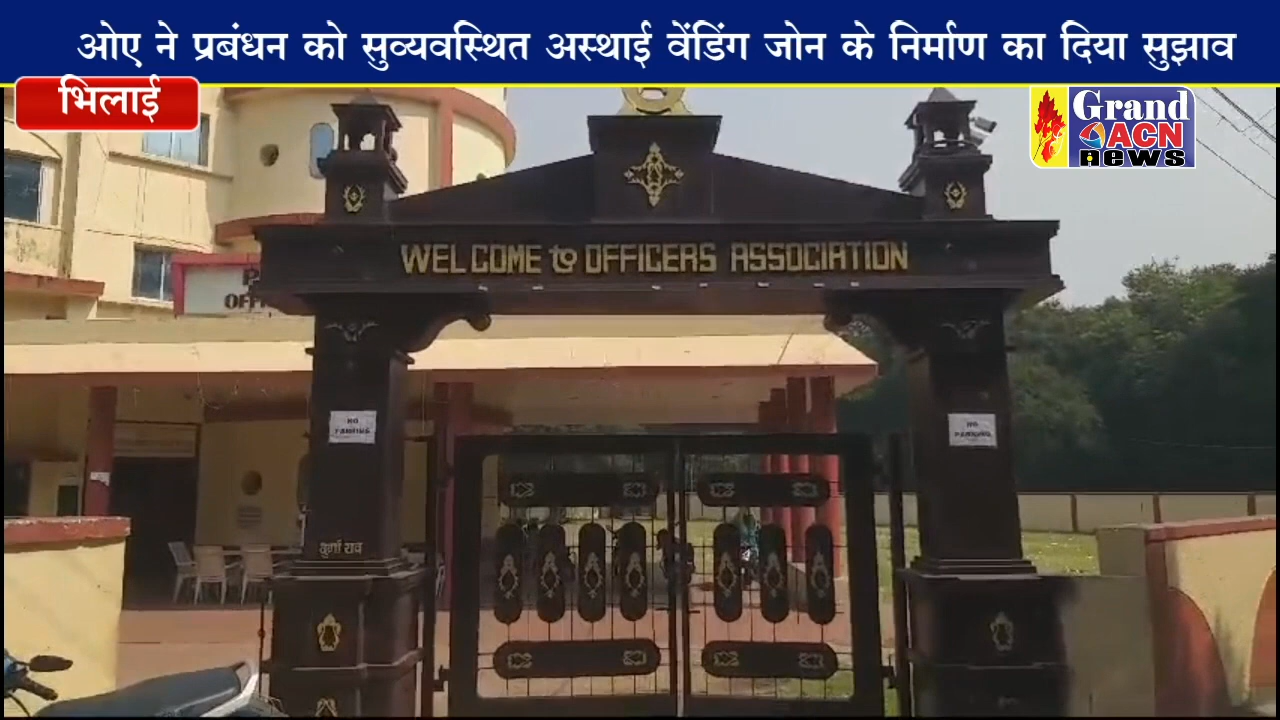 ओए ने प्रबंधन को सुव्यवस्थित अस्थाई वेंडिंग जोन के निर्माण का दिया सुझाव
भिलाई
Grand
ACN
news
WELCOME to OFFICERS ASSOCIATION
NO
PARKING
NO
PARKING